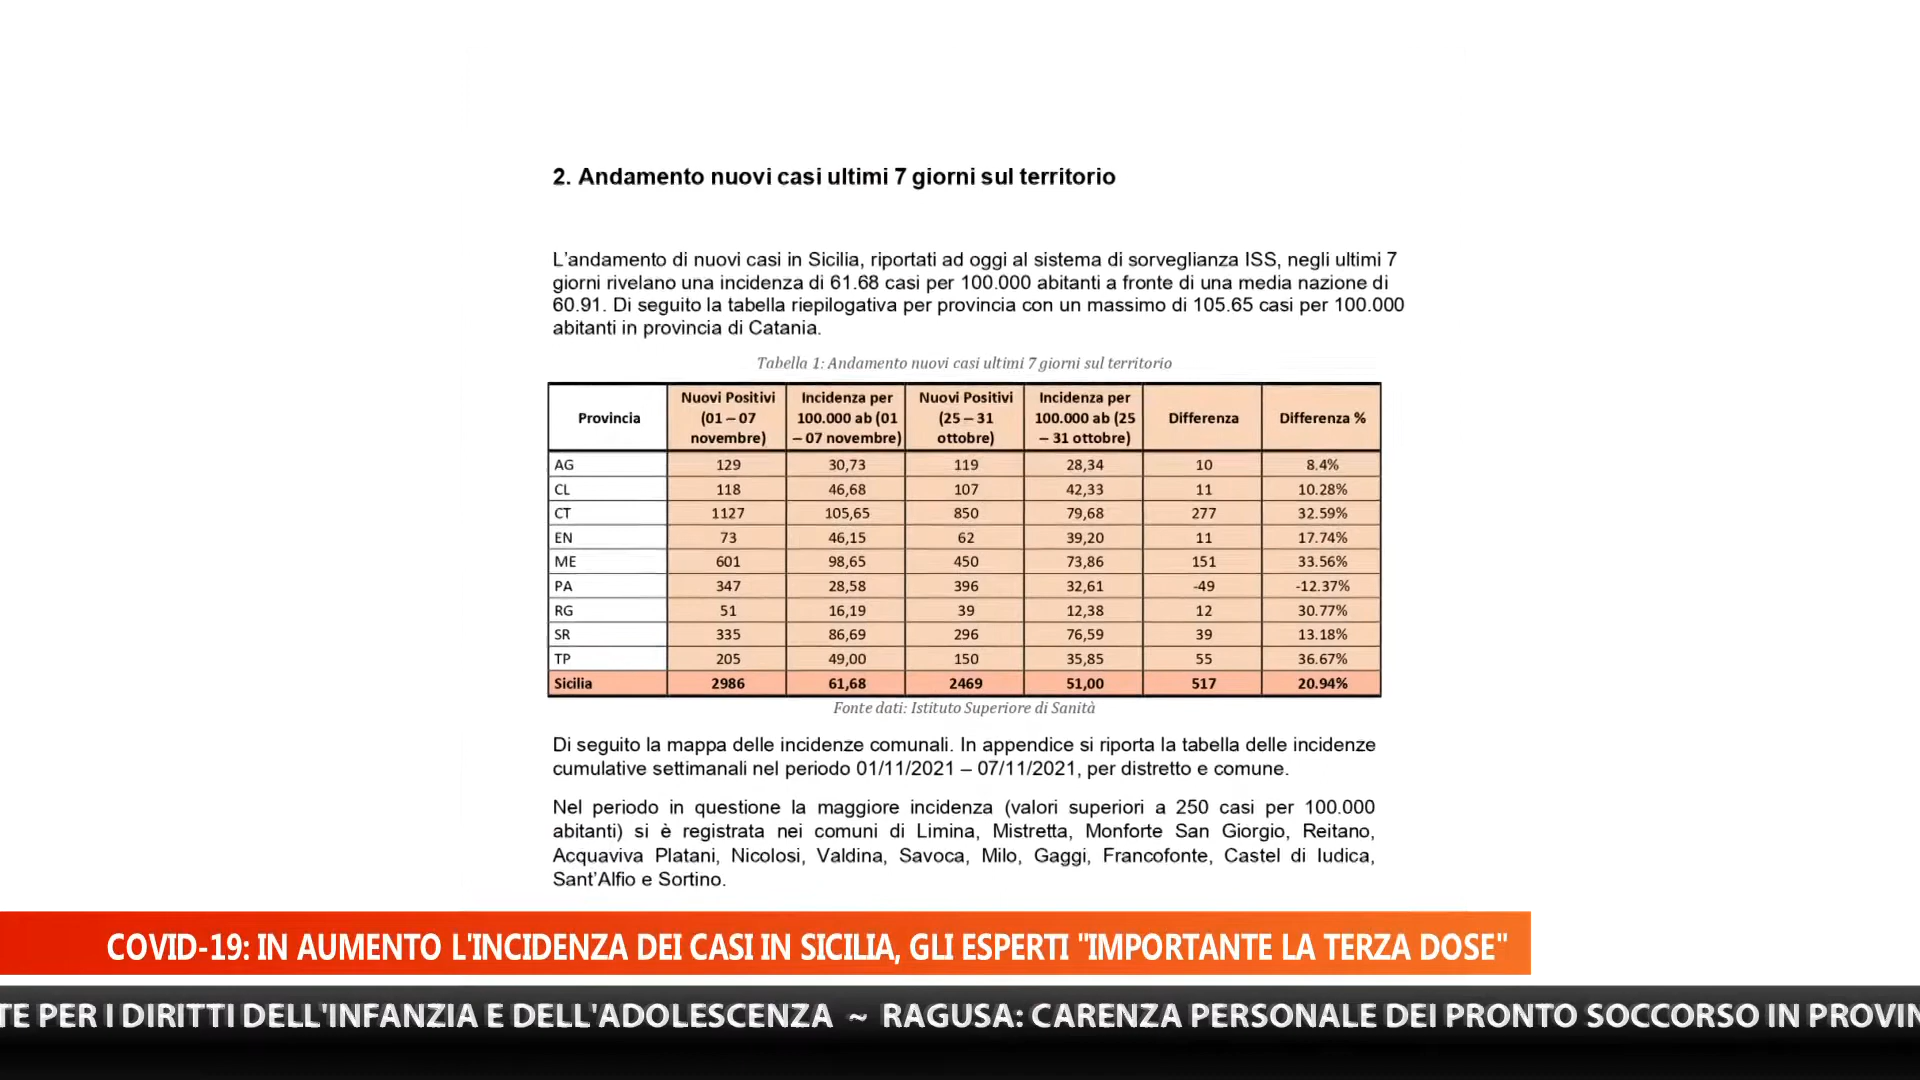 2. Andamento nuovi casi ultimi 7 giorni sul territorio
L'andamento di nuovi casi in Sicilia, riportati ad oggi al sistema di sorveglianza ISS, negli ultimi 7
giorni rivelano una incidenza di 61.68 casi per 100.000 abitanti a fronte di una media nazione di
60.91. Di seguito la tabella riepilogativa per provincia con un massimo di 105.65 casi per 100.000
abitanti in provincia di Catania.
Tabella 1: Andamento nuovi casi ultimi 7 giorni sul territorio
Provincia Nuovi Positivi (01 – 07 novembre) Incidenza per 100.000 ab (01 – 07 novembre) Nuovi Positivi (25 – 31 ottobre) Incidenza per 100.000 ab (25 – 31 ottobre) Differenza Differenza %
AG 129 30,73 119 28,34 10 8.4%
CL 118 46,68 107 42,33 11 10.28%
CT 1127 105,65 850 79,68 277 32.59%
EN 73 46,15 62 39,20 11 17.74%
ME 601 98,65 450 73,86 151 33.56%
PA 347 28,58 396 32,61 -49 -12.37%
RG 51 16,19 39 12,38 12 30.77%
SR 335 86,69 296 76,59 39 13.18%
TP 205 49,00 150 35,85 55 36.67%
Sicilia 2986 61,68 2469 51,00 517 20.94%
Fonte dati: Istituto Superiore di Sanità
Di seguito la mappa delle incidenze comunali. In appendice si riporta la tabella delle incidenze
cumulative settimanali nel periodo 01/11/2021 – 07/11/2021, per distretto e comune.
Nel periodo in questione la maggiore incidenza (valori superiori a 250 casi per 100.000
abitanti) si è registrata nei comuni di Limina, Mistretta, Monforte San Giorgio, Reitano,
Acquaviva Platani, Nicolosi, Valdina, Savoca, Milo, Gaggi, Francofonte, Castel di Iudica,
Sant'Alfio e Sortino.
COVID-19: IN AUMENTO L'INCIDENZA DEI CASI IN SICILIA, GLI ESPERTI "IMPORTANTE LA TERZA DOSE"
TE PER I DIRITTI DELL'INFANZIA E DELL'ADOLESCENZA ~ RAGUSA: CARENZA PERSONALE DEI PRONTO SOCCORSO IN PROVIN